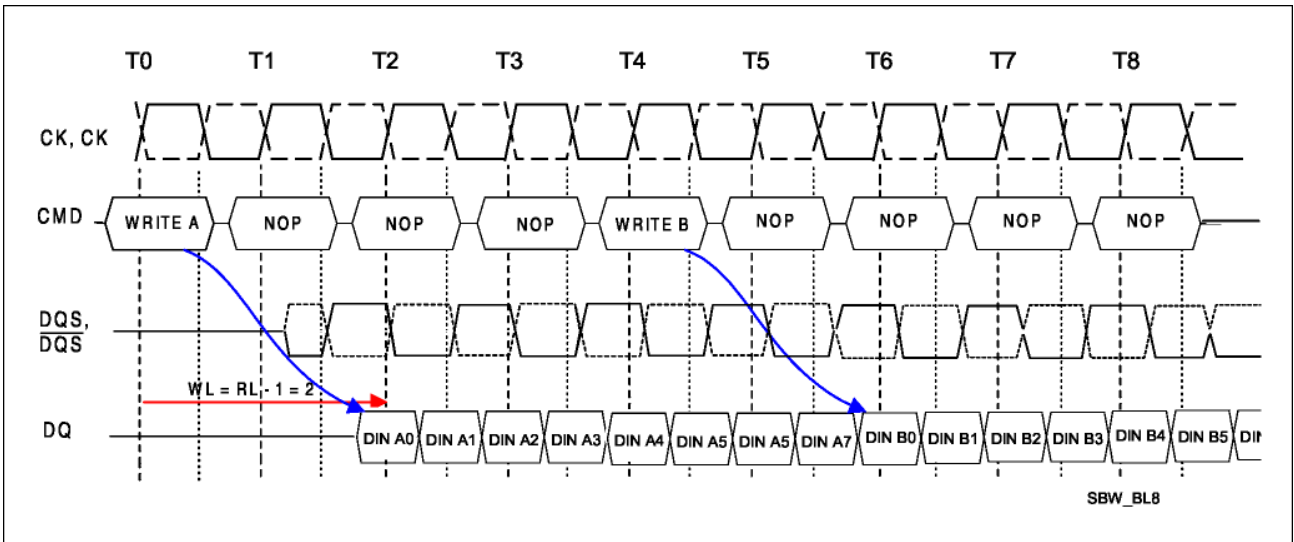 T0 T1 T2 T3 T4 T5 T6 T7 T8
CK, CK
CMD WRITE A NOP NOP NOP WRITE B NOP NOP NOP NOP
DQS,
DQS
WL = RL - 1 = 2
DQ DIN A0 DIN A1 DIN A2 DIN A3 DIN A4 DIN A5 DIN A5 DIN A7 DIN B0 DIN B1 DIN B2 DIN B3 DIN B4 DIN B5 DIN
SBW_BL8